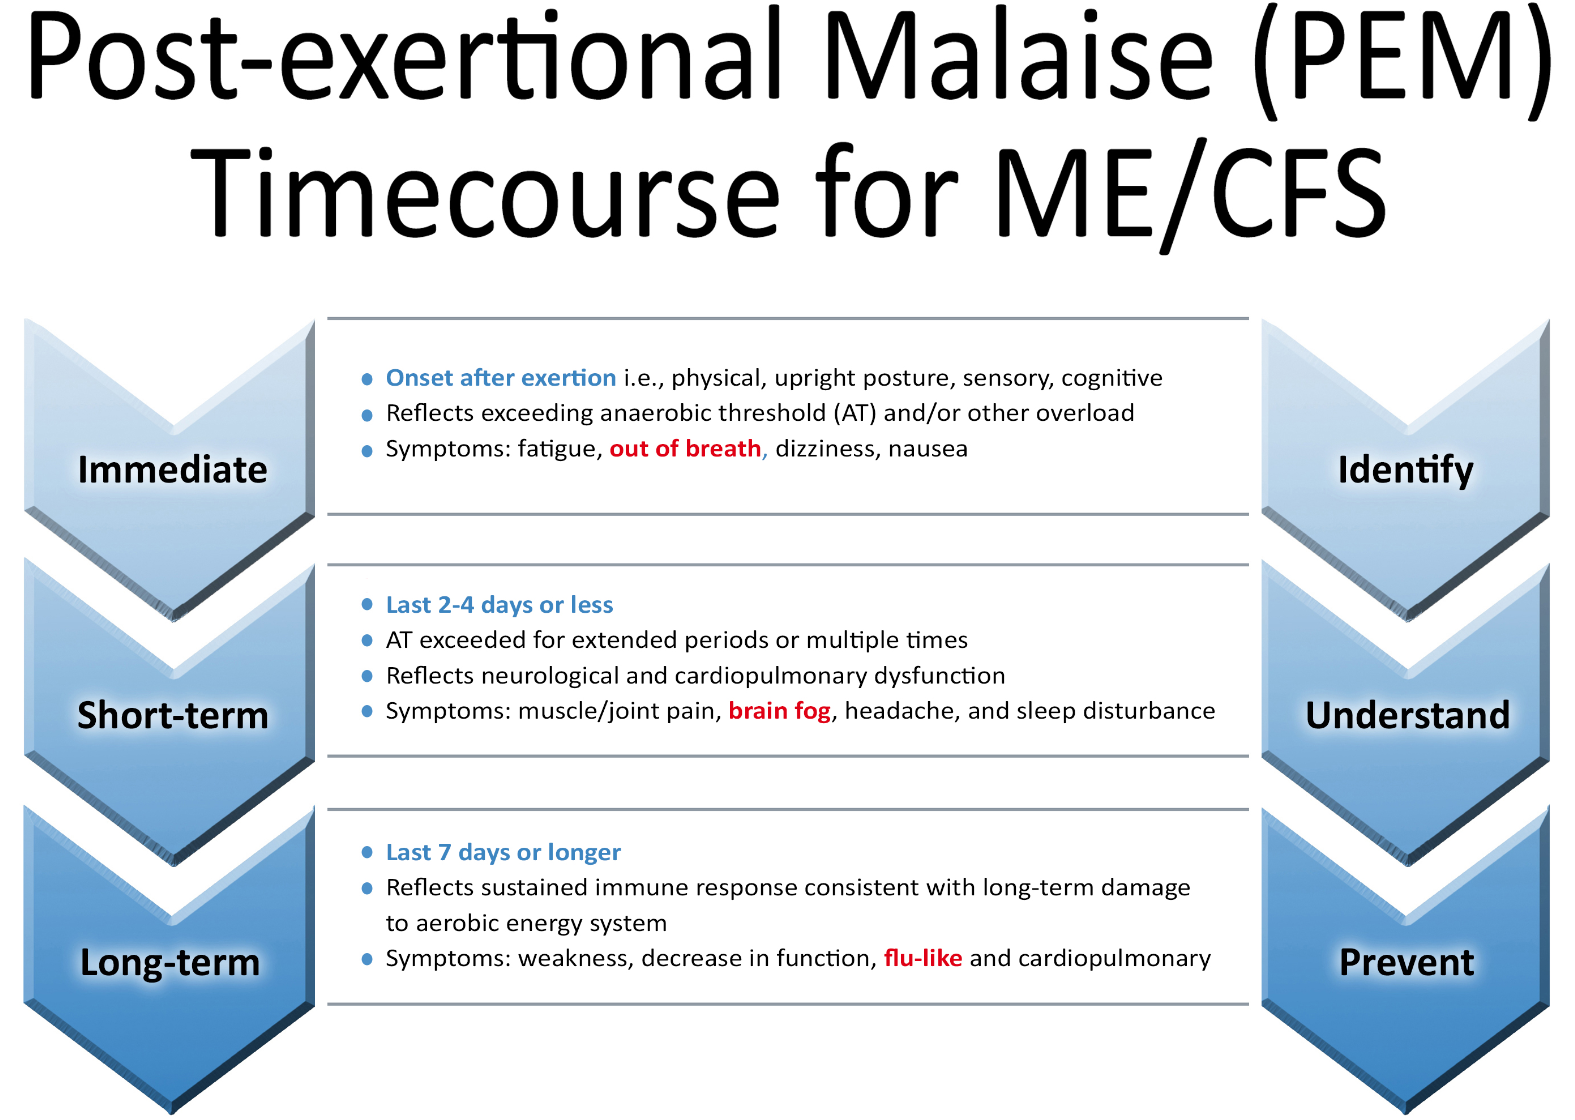 Post-exertional Malaise (PEM)
Timecourse for ME/CFS
Immediate
Onset after exertion i.e., physical, upright posture, sensory, cognitive
Reflects exceeding anaerobic threshold (AT) and/or other overload
Symptoms: fatigue, out of breath, dizziness, nausea
Identify
Short-term
Last 2-4 days or less
AT exceeded for extended periods or multiple times
Reflects neurological and cardiopulmonary dysfunction
Symptoms: muscle/joint pain, brain fog, headache, and sleep disturbance
Understand
Long-term
Last 7 days or longer
Reflects sustained immune response consistent with long-term damage
to aerobic energy system
Symptoms: weakness, decrease in function, flu-like and cardiopulmonary
Prevent